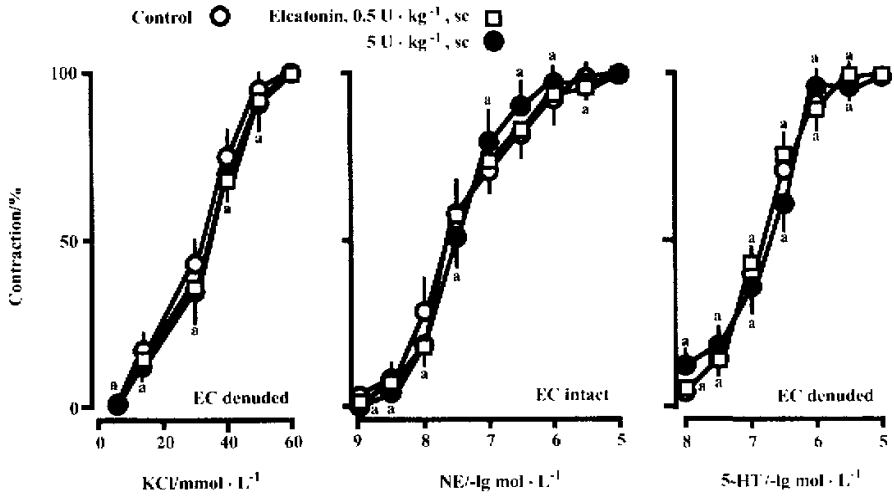 Control
Elcatonin, 0.5 U · kg⁻¹, sc
5 U · kg⁻¹, sc
Contraction/%
100
50
0
a
a
a
a
a
EC denuded
0 20 40 60
KCl/mmol · L⁻¹
a
a
a
a
a
a
a
a
a
EC intact
9 8 7 6 5
NE/-lg mol · L⁻¹
a
a
a
a
a
a
a
a
a
a
a
EC denuded
8 7 6 5
5-HT/-lg mol · L⁻¹